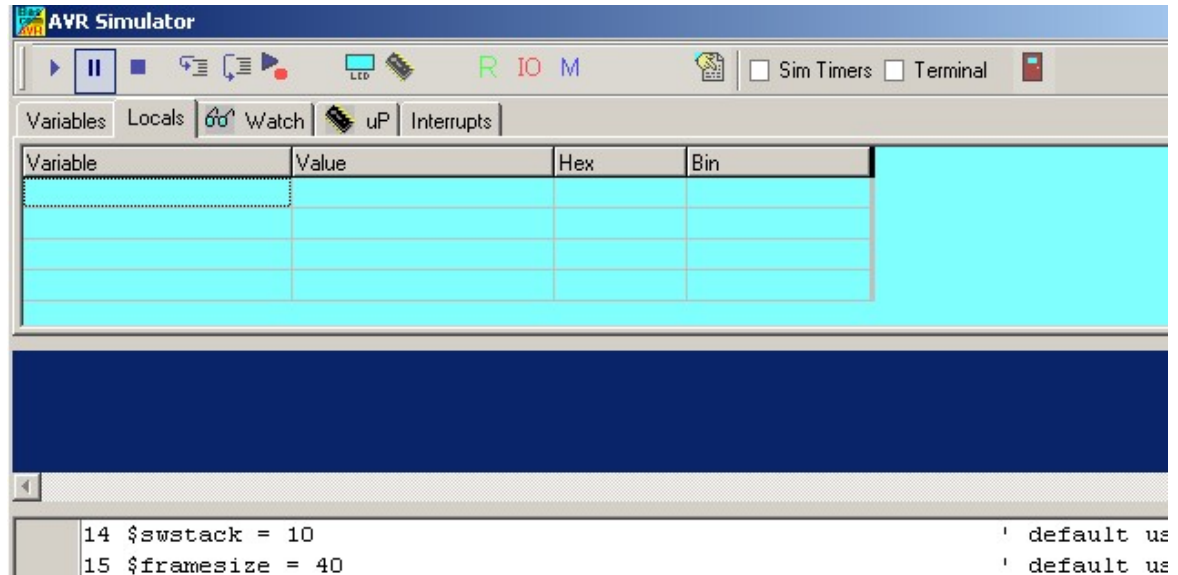 AVR Simulator
LCD R IO M Sim Timers Terminal
Variables Locals Watch uP Interrupts
Variable Value Hex Bin
14 $swstack = 10 ' default us
15 $framesize = 40 ' default us